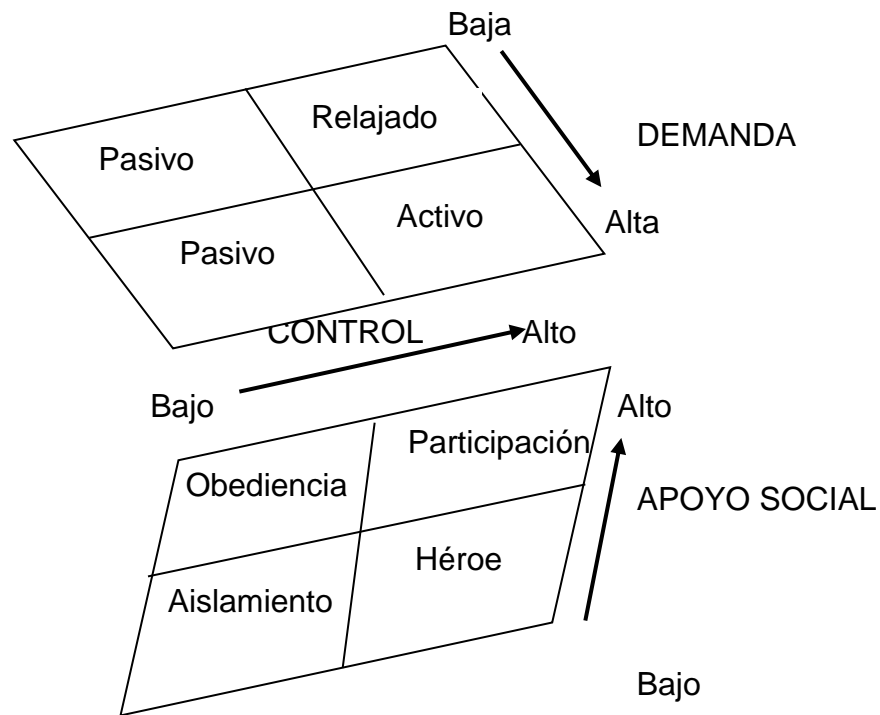 Baja
Relajado
DEMANDA
Pasivo
Activo
Alta
Pasivo
CONTROL
Alto
Bajo
Alto
Participación
Obediencia
APOYO SOCIAL
Héroe
Aislamiento
Bajo